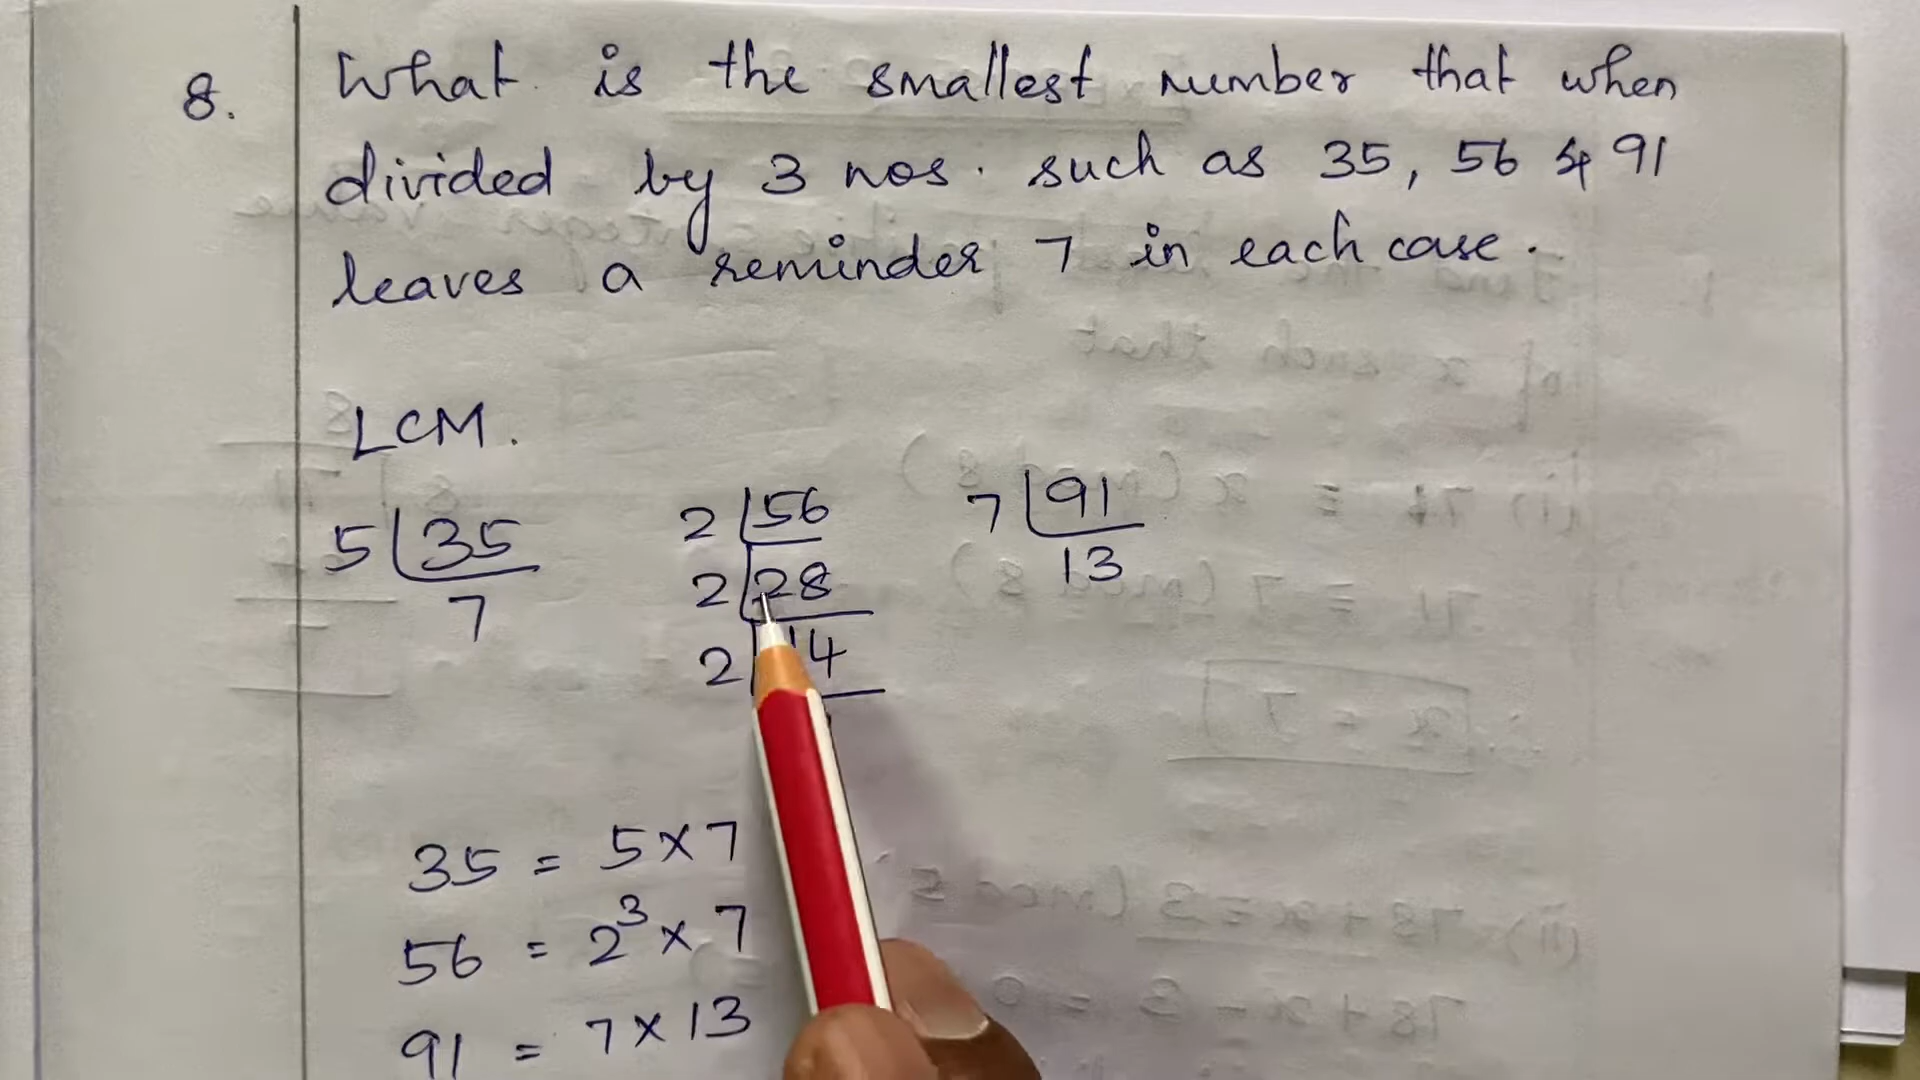 8. What is the smallest number that when
divided by 3 nos. such as 35, 56 & 91
leaves a reminder 7 in each case.
LCM.
5 35
7
2 56
2 28
2 14
7 91
13
35 = 5 x 7
56 = 2³ x 7
91 = 7 x 13